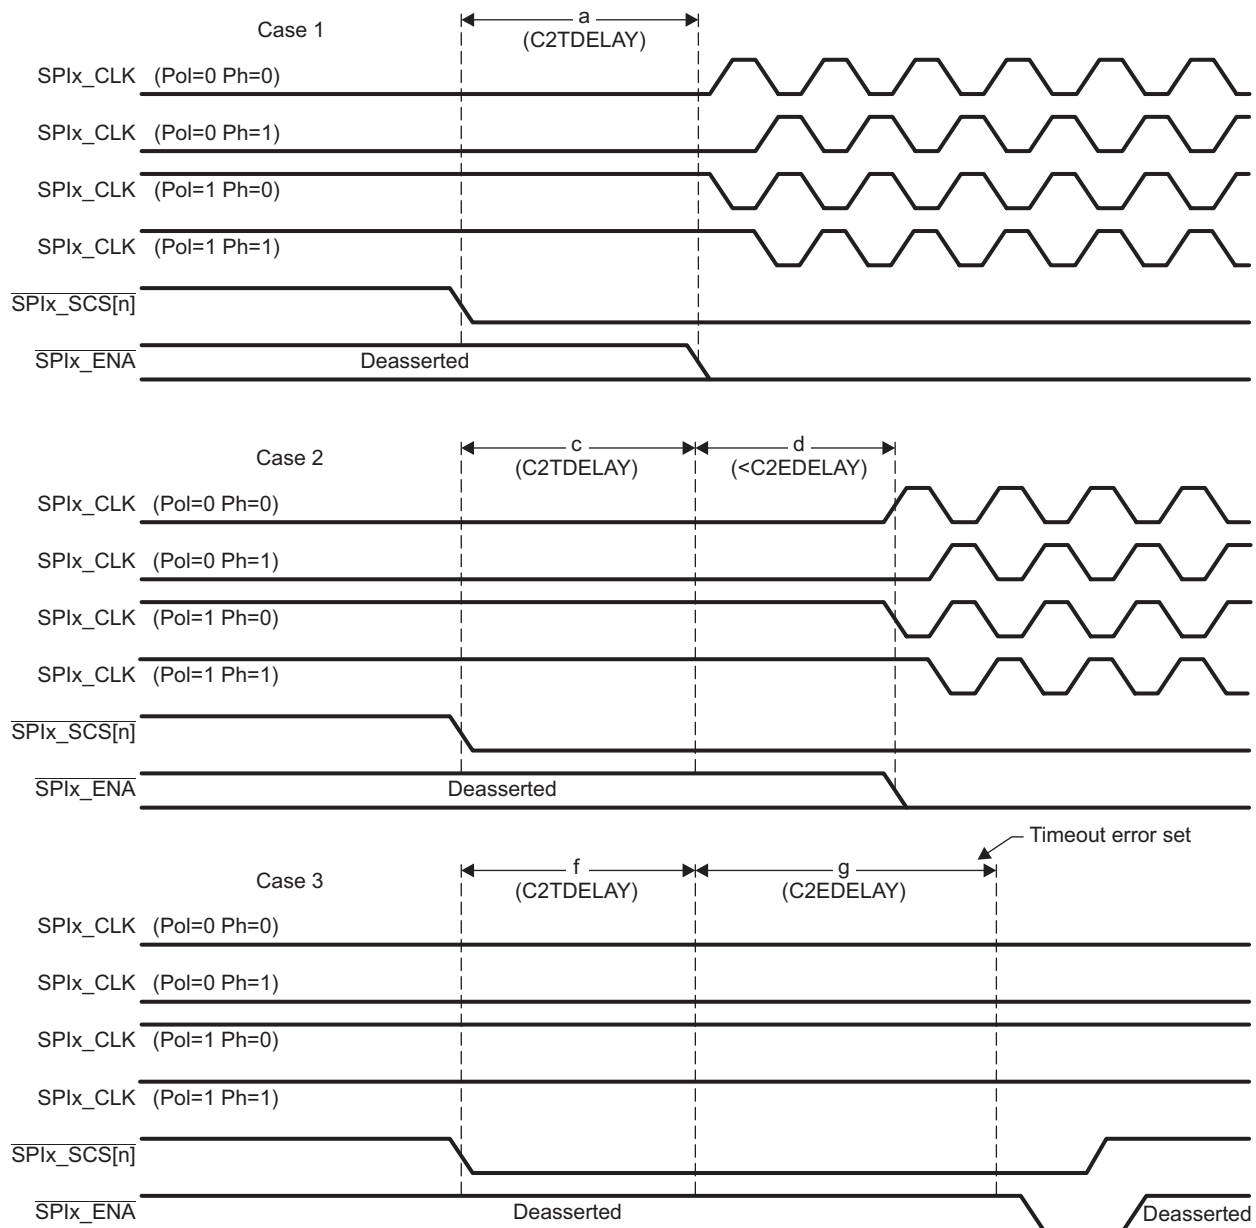 Case 1
a
(C2TDELAY)
SPIx_CLK (Pol=0 Ph=0)
SPIx_CLK (Pol=0 Ph=1)
SPIx_CLK (Pol=1 Ph=0)
SPIx_CLK (Pol=1 Ph=1)
SPIx_SCS[n]
SPIx_ENA Deasserted
Case 2
c
(C2TDELAY)
d
(<C2EDELAY)
SPIx_CLK (Pol=0 Ph=0)
SPIx_CLK (Pol=0 Ph=1)
SPIx_CLK (Pol=1 Ph=0)
SPIx_CLK (Pol=1 Ph=1)
SPIx_SCS[n]
SPIx_ENA Deasserted
Timeout error set
Case 3
f
(C2TDELAY)
g
(C2EDELAY)
SPIx_CLK (Pol=0 Ph=0)
SPIx_CLK (Pol=0 Ph=1)
SPIx_CLK (Pol=1 Ph=0)
SPIx_CLK (Pol=1 Ph=1)
SPIx_SCS[n]
SPIx_ENA Deasserted Deasserted